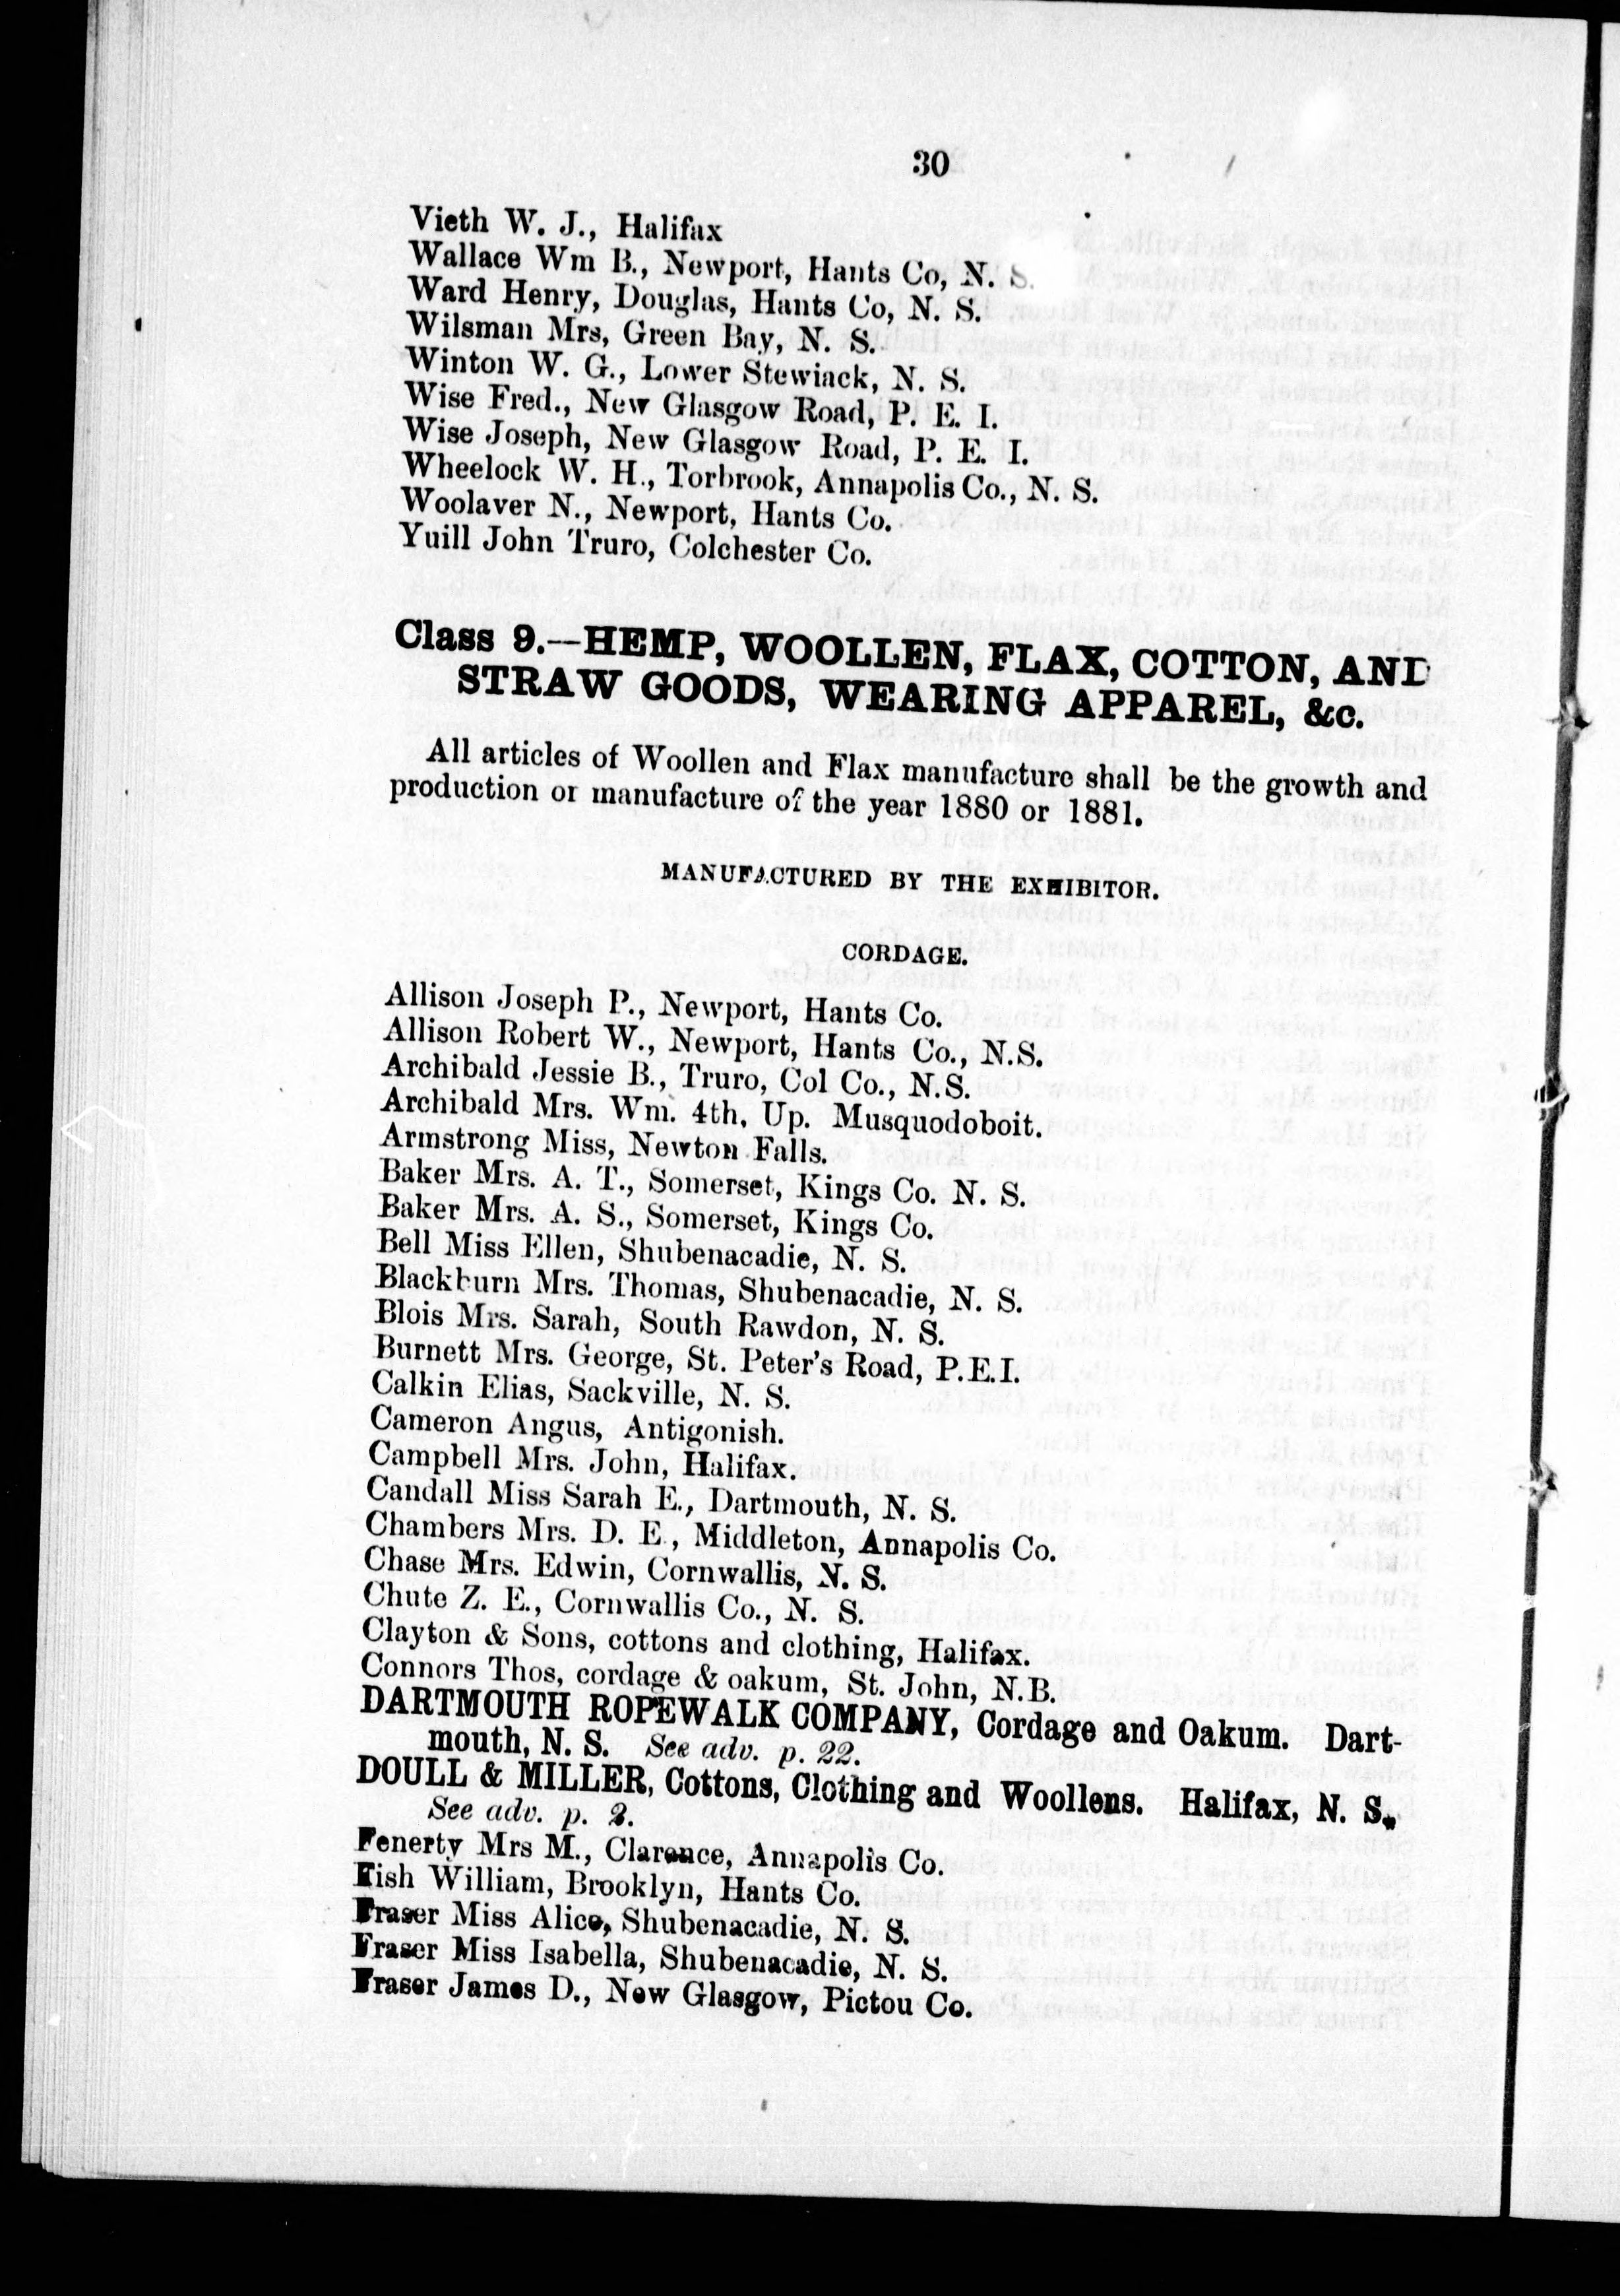 30
Vieth W. J., Halifax
Wallace Wm B., Newport, Hants Co, N. S.
Ward Henry, Douglas, Hants Co, N. S.
Wilsman Mrs, Green Bay, N. S.
Winton W. G., Lower Stewiack, N. S.
Wise Fred., New Glasgow Road, P. E. I.
Wise Joseph, New Glasgow Road, P. E. I.
Wheelock W. H., Torbrook, Annapolis Co., N. S.
Woolaver N., Newport, Hants Co.
Yuill John Truro, Colchester Co.
Class 9.—HEMP, WOOLLEN, FLAX, COTTON, AND
STRAW GOODS, WEARING APPAREL, &c.
All articles of Woollen and Flax manufacture shall be the growth and
production or manufacture of the year 1880 or 1881.
MANUFACTURED BY THE EXHIBITOR.
CORDAGE.
Allison Joseph P., Newport, Hants Co.
Allison Robert W., Newport, Hants Co., N.S.
Archibald Jessie B., Truro, Col Co., N.S.
Archibald Mrs. Wm. 4th, Up. Musquodoboit.
Armstrong Miss, Newton Falls.
Baker Mrs. A. T., Somerset, Kings Co. N. S.
Baker Mrs. A. S., Somerset, Kings Co.
Bell Miss Ellen, Shubenacadie, N. S.
Blackburn Mrs. Thomas, Shubenacadie, N. S.
Blois Mrs. Sarah, South Rawdon, N. S.
Burnett Mrs. George, St. Peter's Road, P.E.I.
Calkin Elias, Sackville, N. S.
Cameron Angus, Antigonish.
Campbell Mrs. John, Halifax.
Candall Miss Sarah E., Dartmouth, N. S.
Chambers Mrs. D. E., Middleton, Annapolis Co.
Chase Mrs. Edwin, Cornwallis, N. S.
Chute Z. E., Cornwallis Co., N. S.
Clayton & Sons, cottons and clothing, Halifax.
Connors Thos, cordage & oakum, St. John, N.B.
DARTMOUTH ROPEWALK COMPANY, Cordage and Oakum. Dart-
mouth, N. S. See adv. p. 22.
DOULL & MILLER, Cottons, Clothing and Woollens. Halifax, N. S.
See adv. p. 2.
Fenerty Mrs M., Clarence, Annapolis Co.
Fish William, Brooklyn, Hants Co.
Fraser Miss Alice, Shubenacadie, N. S.
Fraser Miss Isabella, Shubenacadie, N. S.
Fraser James D., New Glasgow, Pictou Co.